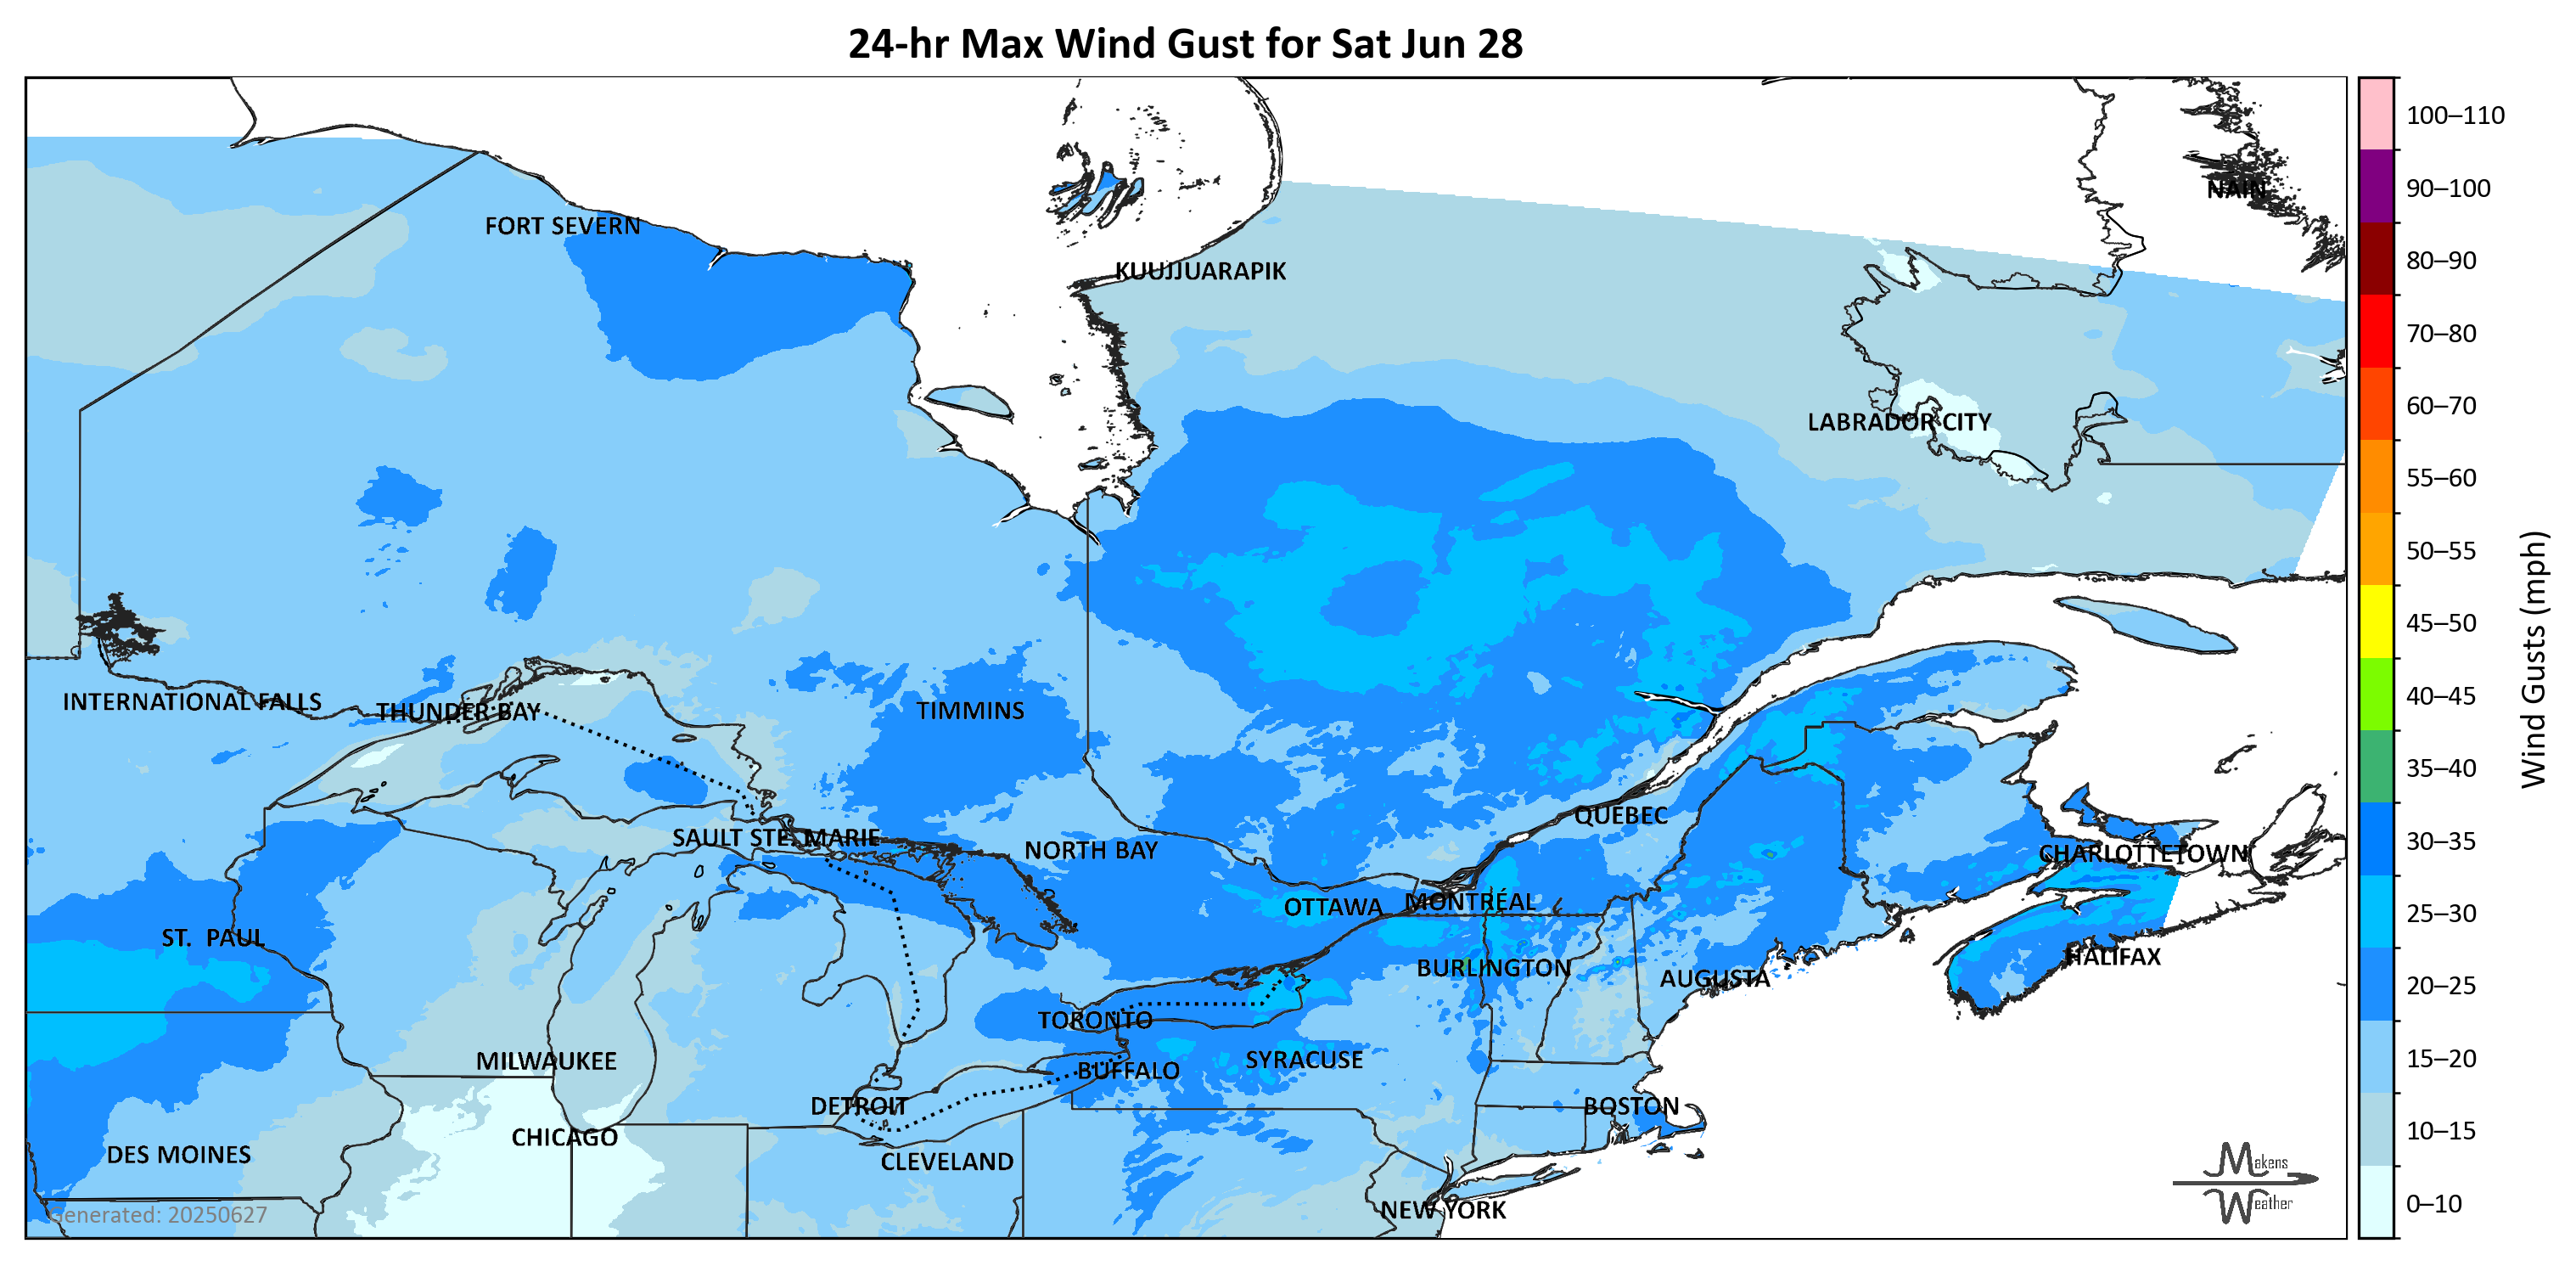 24-hr Max Wind Gust for Sat Jun 28
NAIN
FORT SEVERN
KUUJJUARAPIK
LABRADOR CITY
INTERNATIONAL FALLS
THUNDER BAY
TIMMINS
QUEBEC
SAULT STE. MARIE
NORTH BAY
CHARLOTTETOWN
OTTAWA
MONTRÉAL
ST. PAUL
HALIFAX
BURLINGTON
AUGUSTA
TORONTO
MILWAUKEE
SYRACUSE
BUFFALO
DETROIT
BOSTON
CHICAGO
DES MOINES
CLEVELAND
NEW YORK
Generated: 20250627
Makens
Weather
100–110
90–100
80–90
70–80
60–70
55–60
50–55
45–50
40–45
35–40
30–35
25–30
20–25
15–20
10–15
0–10
Wind Gusts (mph)